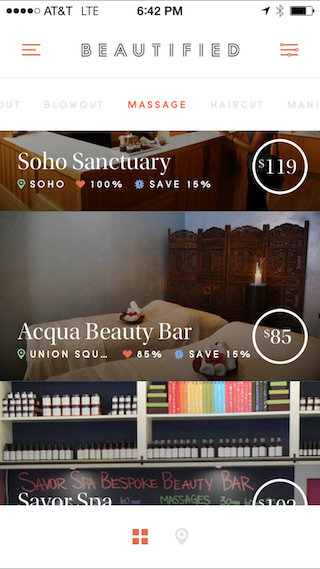 AT&T LTE 6:42 PM
BEAUTIFIED
OUT BLOWOUT MASSAGE HAIRCUT MANI
Soho Sanctuary
$119
SOHO 100% SAVE 15%
Acqua Beauty Bar
$85
UNION SQU... 85% SAVE 15%
SAVOR SPA BESPOKE BEAUTY BAR
MASSAGES 30mg
Savor Spa